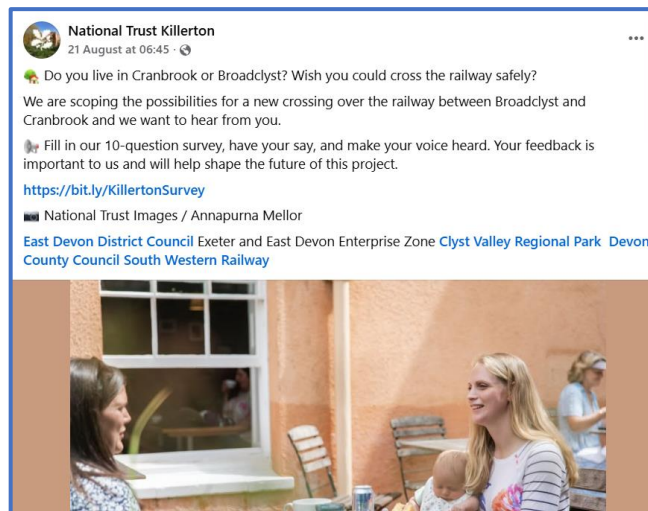 National Trust Killerton
21 August at 06:45 ·
Do you live in Cranbrook or Broadclyst? Wish you could cross the railway safely?
We are scoping the possibilities for a new crossing over the railway between Broadclyst and
Cranbrook and we want to hear from you.
Fill in our 10-question survey, have your say, and make your voice heard. Your feedback is
important to us and will help shape the future of this project.
https://bit.ly/KillertonSurvey
National Trust Images / Annapurna Mellor
East Devon District Council Exeter and East Devon Enterprise Zone Clyst Valley Regional Park Devon
County Council South Western Railway